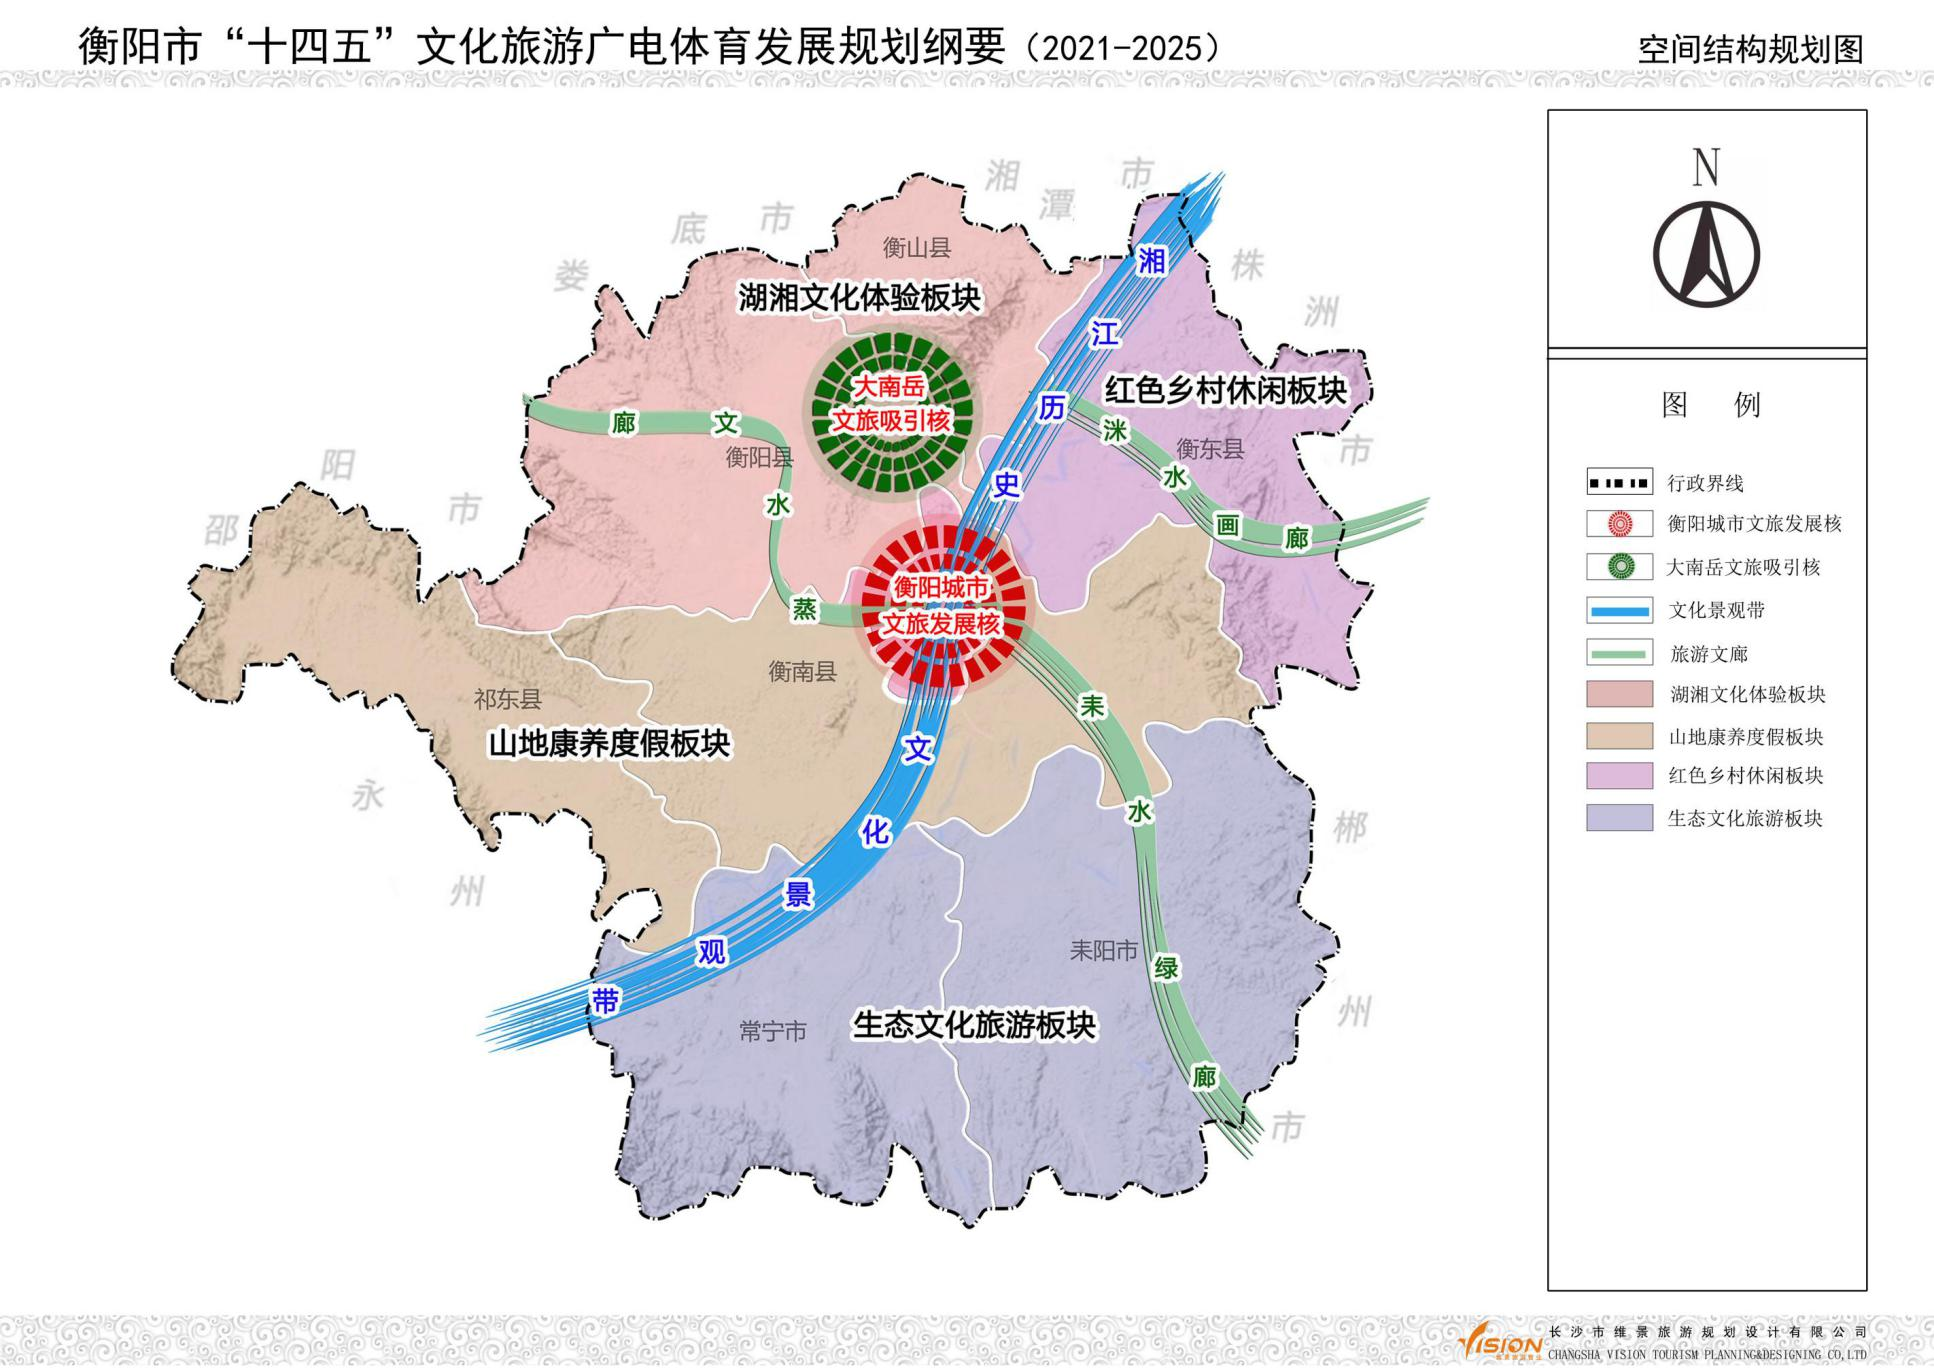 衡阳市“十四五”文化旅游广电体育发展规划纲要（2021-2025）
空间结构规划图
湘潭市
娄底市
株洲市
邵阳市
永州
郴州市
衡山县
湖湘文化体验板块
大南岳
文旅吸引核
红色乡村休闲板块
衡东县
衡阳县
湘江历史文化景观带
洣水画廊
蒸水文廊
衡阳城市
文旅发展核
衡南县
祁东县
山地康养度假板块
耒水绿廊
耒阳市
常宁市
生态文化旅游板块
N
图 例
行政界线
衡阳城市文旅发展核
大南岳文旅吸引核
文化景观带
旅游文廊
湖湘文化体验板块
山地康养度假板块
红色乡村休闲板块
生态文化旅游板块
VISION
长沙市维景旅游规划设计有限公司
CHANGSHA VISION TOURISM PLANNING&DESIGNING CO,LTD